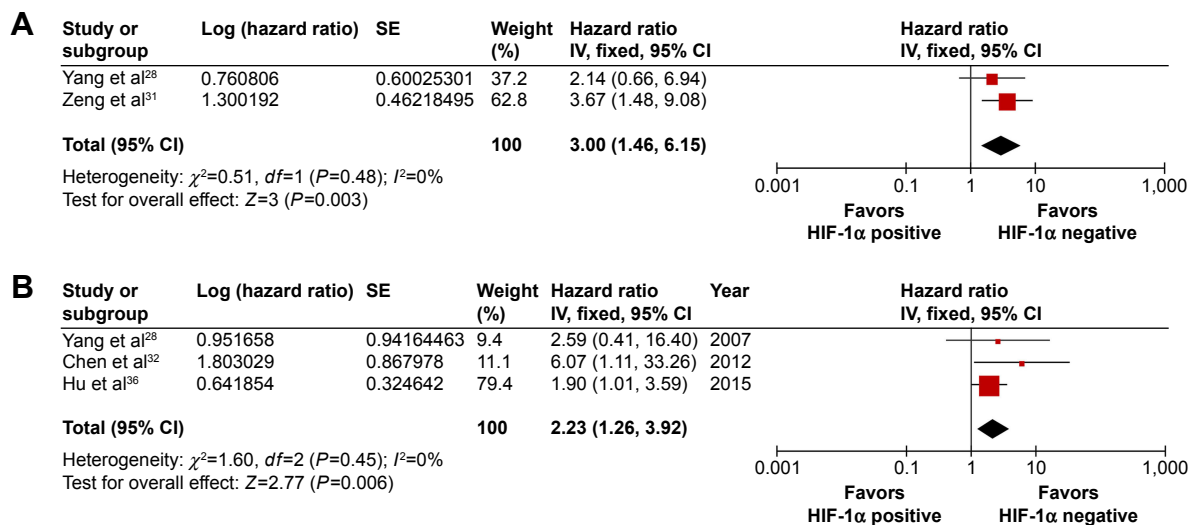 A
Study or Log (hazard ratio) SE Weight Hazard ratio Hazard ratio
subgroup (%) IV, fixed, 95% CI IV, fixed, 95% CI
Yang et al²⁸ 0.760806 0.60025301 37.2 2.14 (0.66, 6.94)
Zeng et al³¹ 1.300192 0.46218495 62.8 3.67 (1.48, 9.08)
Total (95% CI) 100 3.00 (1.46, 6.15)
Heterogeneity: χ²=0.51, df=1 (P=0.48); I²=0%
Test for overall effect: Z=3 (P=0.003)
0.001 0.1 1 10 1,000
Favors Favors
HIF-1α positive HIF-1α negative
B
Study or Log (hazard ratio) SE Weight Hazard ratio Year Hazard ratio
subgroup (%) IV, fixed, 95% CI IV, fixed, 95% CI
Yang et al²⁸ 0.951658 0.94164463 9.4 2.59 (0.41, 16.40) 2007
Chen et al³² 1.803029 0.867978 11.1 6.07 (1.11, 33.26) 2012
Hu et al³⁶ 0.641854 0.324642 79.4 1.90 (1.01, 3.59) 2015
Total (95% CI) 100 2.23 (1.26, 3.92)
Heterogeneity: χ²=1.60, df=2 (P=0.45); I²=0%
Test for overall effect: Z=2.77 (P=0.006)
0.001 0.1 1 10 1,000
Favors Favors
HIF-1α positive HIF-1α negative